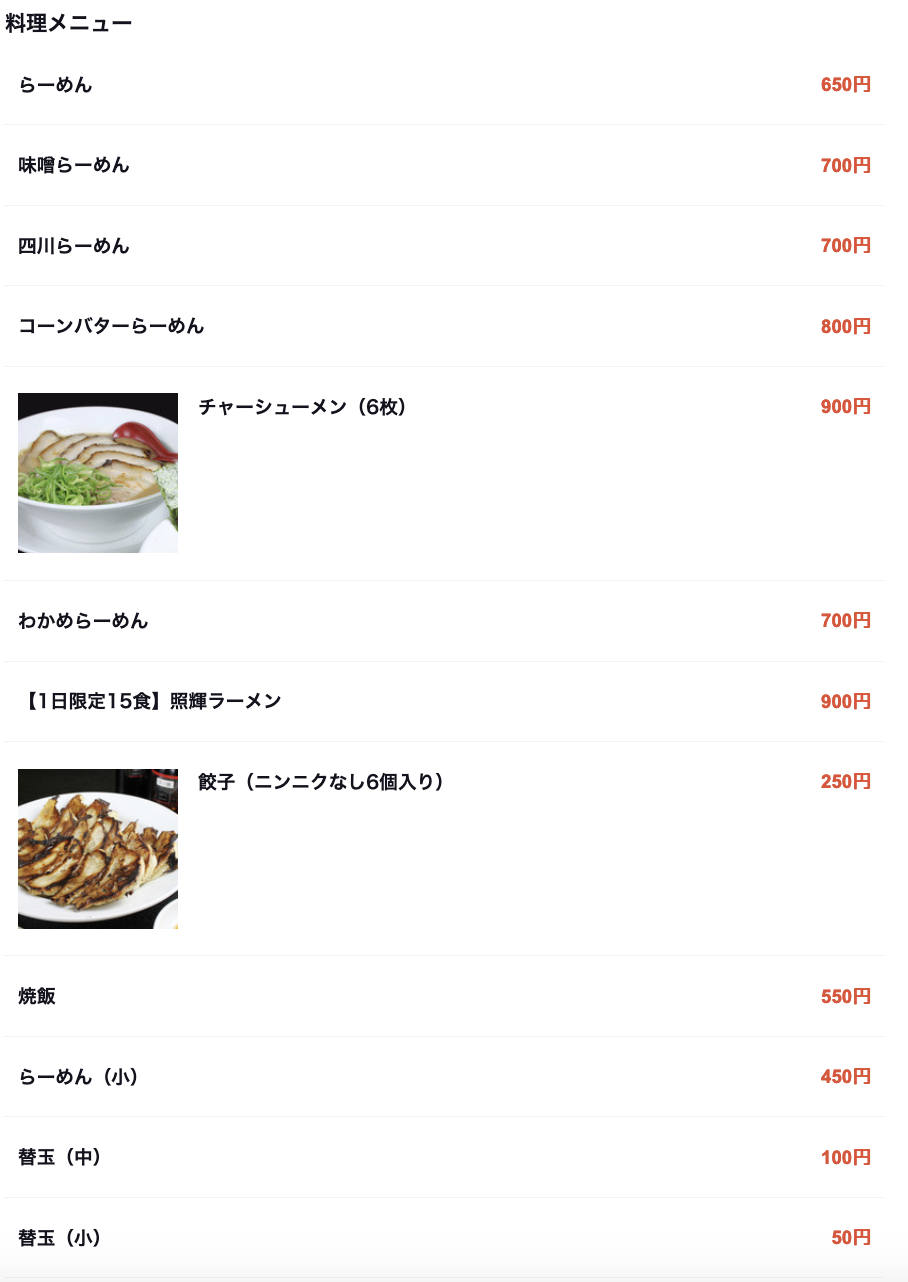 料理メニュー
らーめん 650円
味噌らーめん 700円
四川らーめん 700円
コーンバターらーめん 800円
チャーシューメン（6枚） 900円
わかめらーめん 700円
【1日限定15食】照輝ラーメン 900円
餃子（ニンニクなし6個入り） 250円
焼飯 550円
らーめん（小） 450円
替玉（中） 100円
替玉（小） 50円